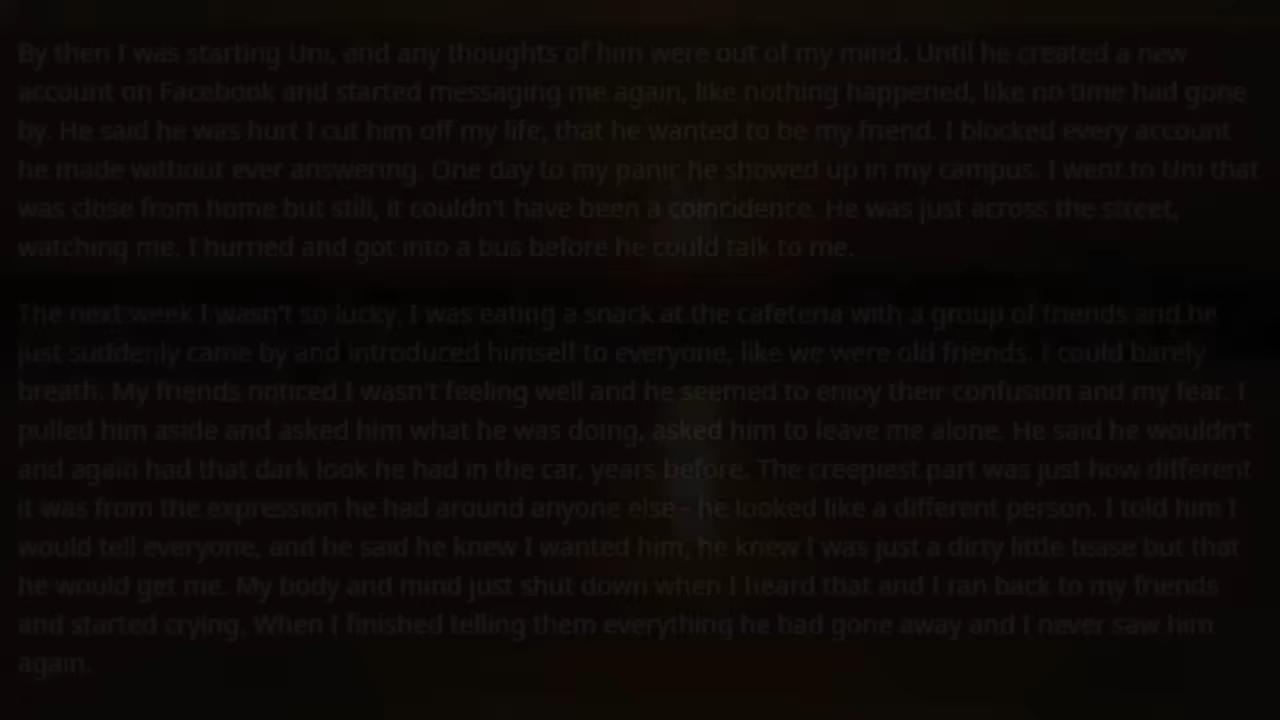 By then I was starting Uni, and any thoughts of him were out of my mind. Until he created a new
account on Facebook and started messaging me again, like nothing happened, like no time had gone
by. He said he was hurt I cut him off my life, that he wanted to be my friend. I blocked every account
he made without ever answering. One day to my panic he showed up in my campus. I went to Uni that
was close from home but still, it couldn't have been a coincidence. He was just across the street,
watching me. I hurried and got into a bus before he could talk to me.
The next week I wasn't so lucky. I was eating a snack at the cafeteria with a group of friends and he
just suddenly came by and introduced himself to everyone, like we were old friends. I could barely
breath. My friends noticed I wasn't feeling well and he seemed to enjoy their confusion and my fear. I
pulled him aside and asked him what he was doing, asked him to leave me alone. He said he wouldn't
and again had that dark look he had in the car, years before. The creepiest part was just how different
it was from the expression he had around anyone else- he looked like a different person. I told him I
would tell everyone, and he said he knew I wanted him, he knew I was just a dirty little tease but that
he would get me. My body and mind just shut down when I heard that and I ran back to my friends
and started crying. When I finished telling them everything he had gone away and I never saw him
again.